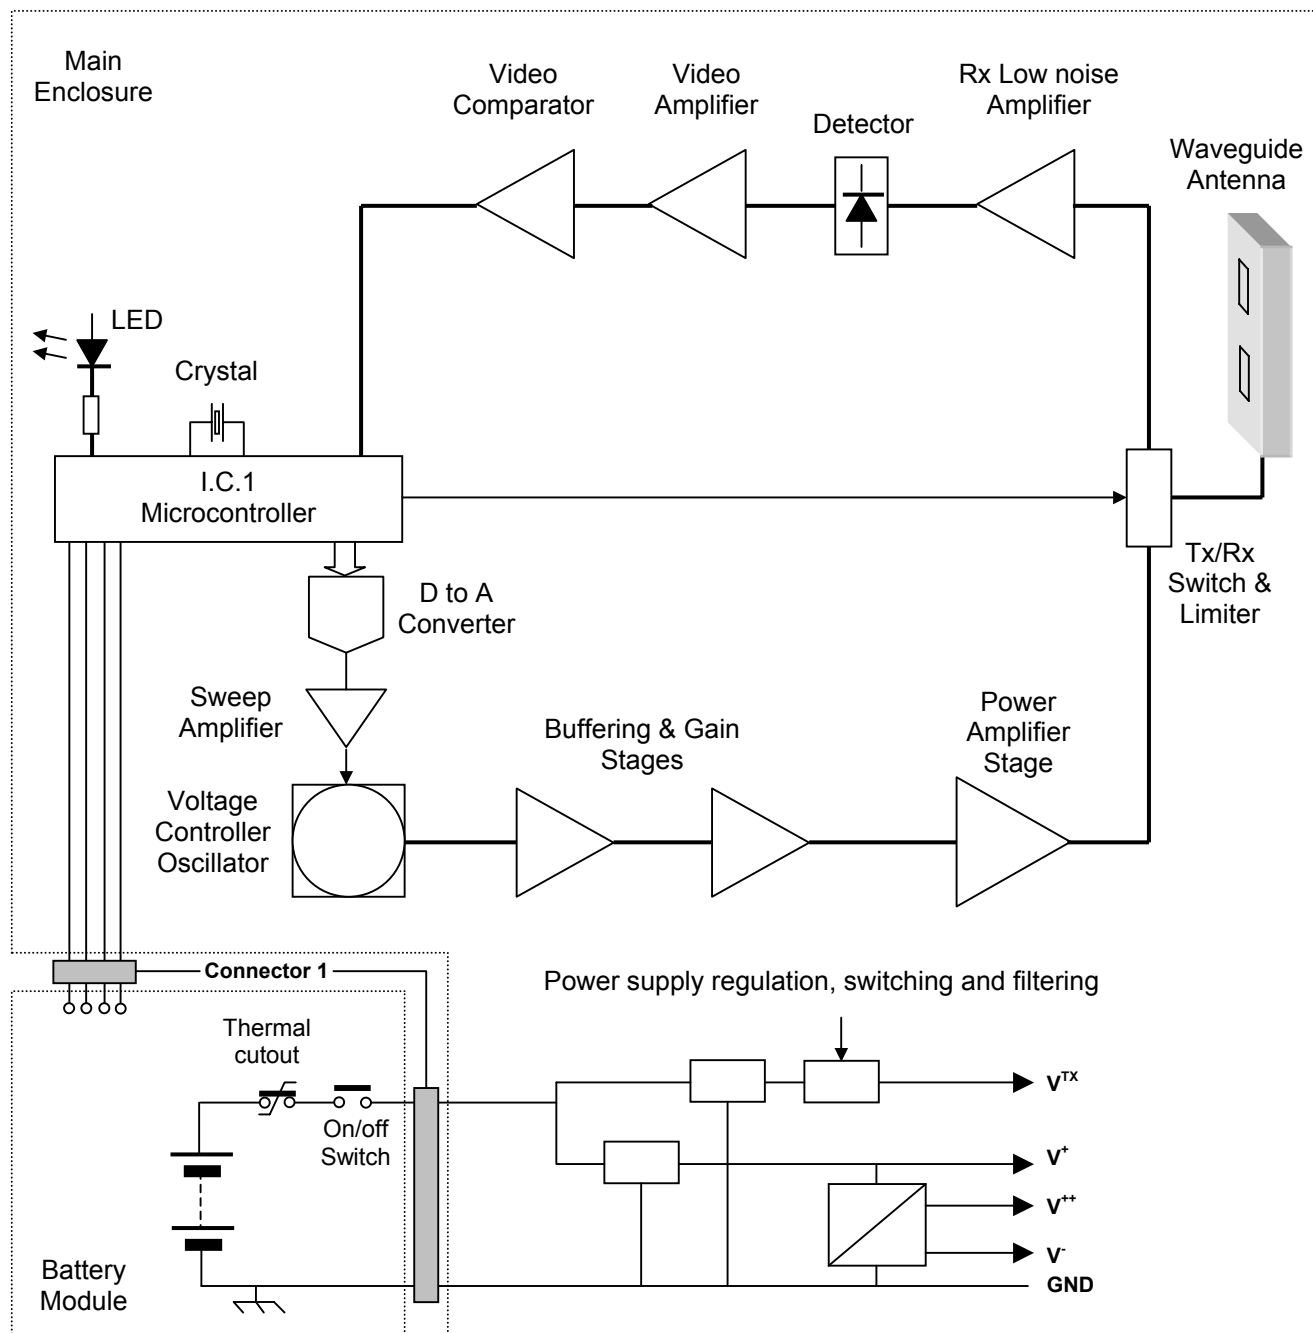 Main
Enclosure
Video
Comparator
Video
Amplifier
Detector
Rx Low noise
Amplifier
Waveguide
Antenna
LED
Crystal
I.C.1
Microcontroller
Tx/Rx
Switch &
Limiter
D to A
Converter
Sweep
Amplifier
Voltage
Controller
Oscillator
Buffering & Gain
Stages
Power
Amplifier
Stage
Connector 1
Power supply regulation, switching and filtering
Thermal
cutout
On/off
Switch
Battery
Module
V^TX
V^+
V^++
V^-
GND